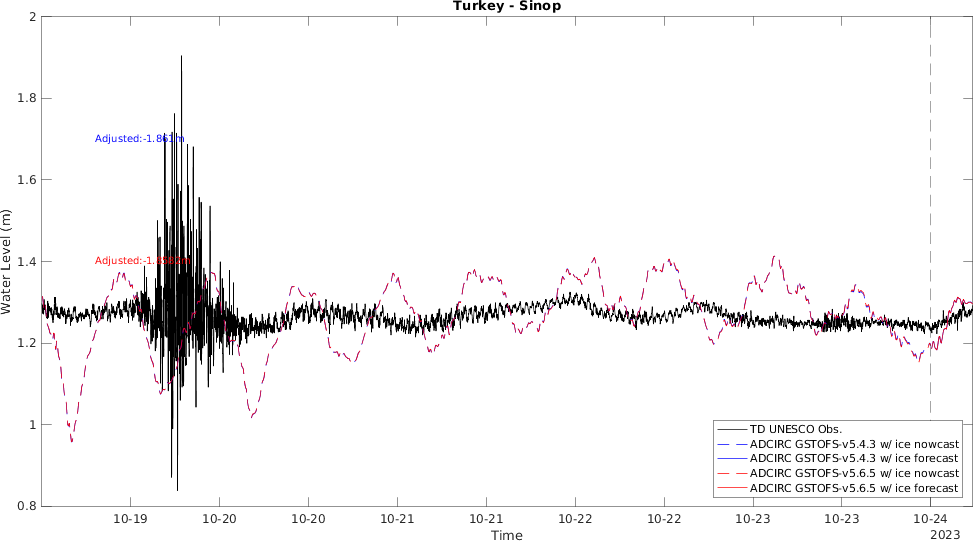 Turkey - Sinop
Water Level (m)
2
1.8
1.6
1.4
1.2
1
0.8
Adjusted:-1.861m
10-19
10-20
10-20
10-21
10-21
10-22
10-22
10-23
10-23
10-24
2023
Time
TD UNESCO Obs.
ADCIRC GSTOFS-v5.4.3 w/ ice nowcast
ADCIRC GSTOFS-v5.4.3 w/ ice forecast
ADCIRC GSTOFS-v5.6.5 w/ ice nowcast
ADCIRC GSTOFS-v5.6.5 w/ ice forecast